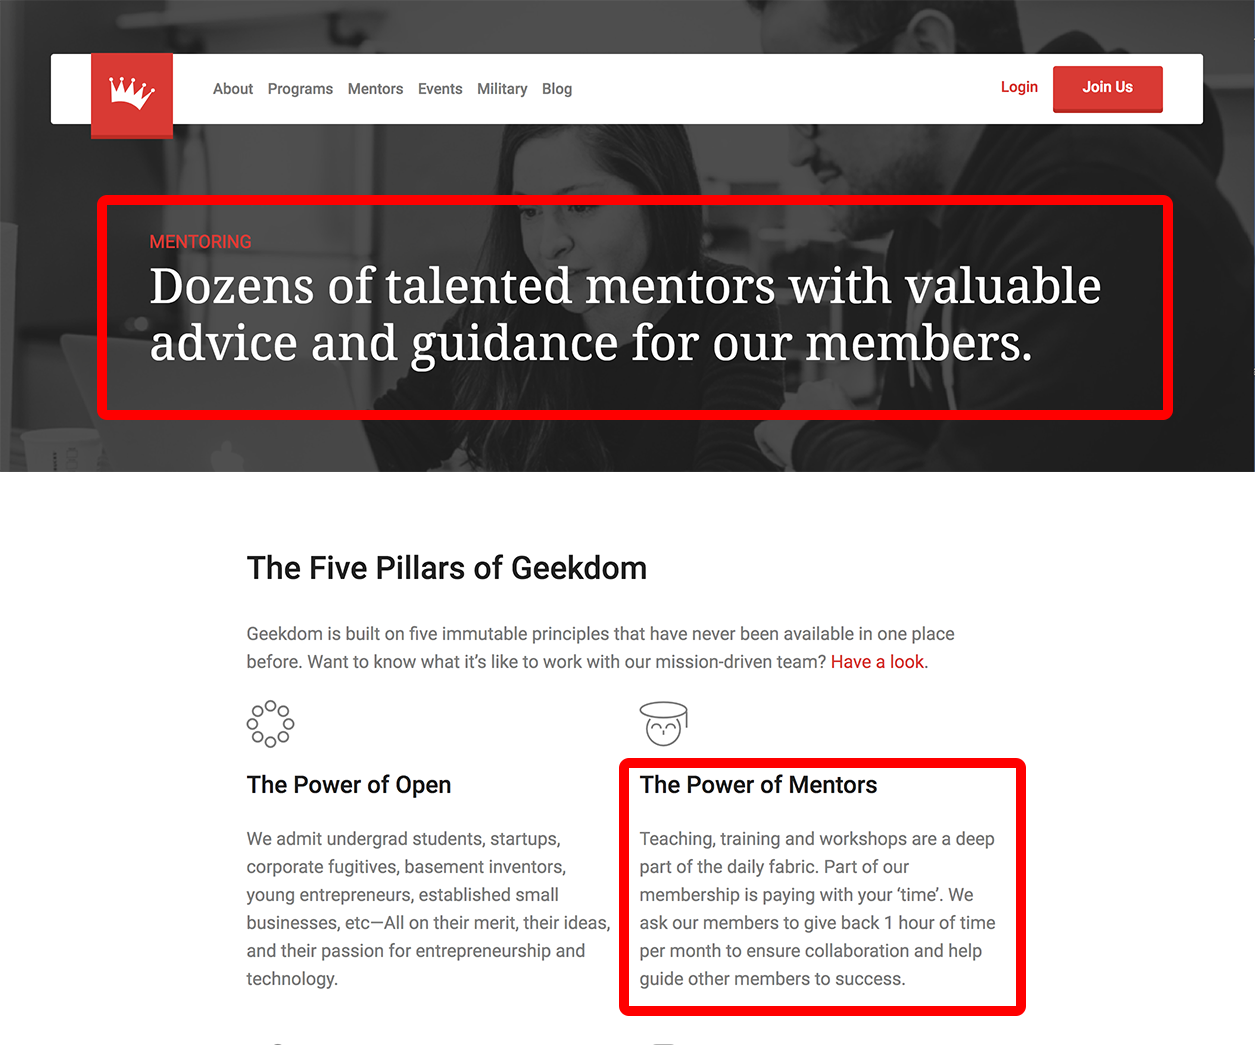 About Programs Mentors Events Military Blog Login Join Us
MENTORING
Dozens of talented mentors with valuable
advice and guidance for our members.
The Five Pillars of Geekdom
Geekdom is built on five immutable principles that have never been available in one place
before. Want to know what it’s like to work with our mission-driven team? Have a look.
The Power of Open
We admit undergrad students, startups,
corporate fugitives, basement inventors,
young entrepreneurs, established small
businesses, etc—All on their merit, their ideas,
and their passion for entrepreneurship and
technology.
The Power of Mentors
Teaching, training and workshops are a deep
part of the daily fabric. Part of our
membership is paying with your ‘time’. We
ask our members to give back 1 hour of time
per month to ensure collaboration and help
guide other members to success.